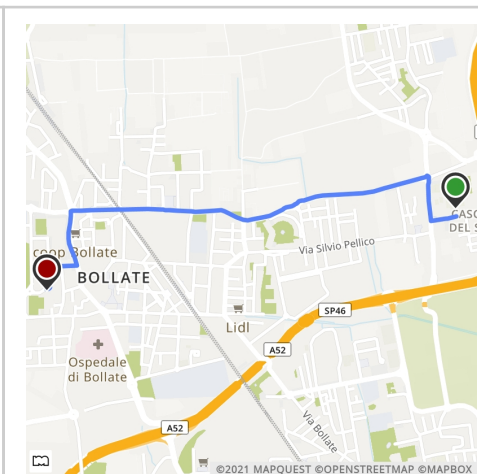 CASC
DEL S
Via Silvio Pellico
coop Bollate
BOLLATE
SP46
Lidl
A52
Ospedale
di Bollate
Via Bollate
A52
©2021 MAPQUEST ©OPENSTREETMAP ©MAPBOX